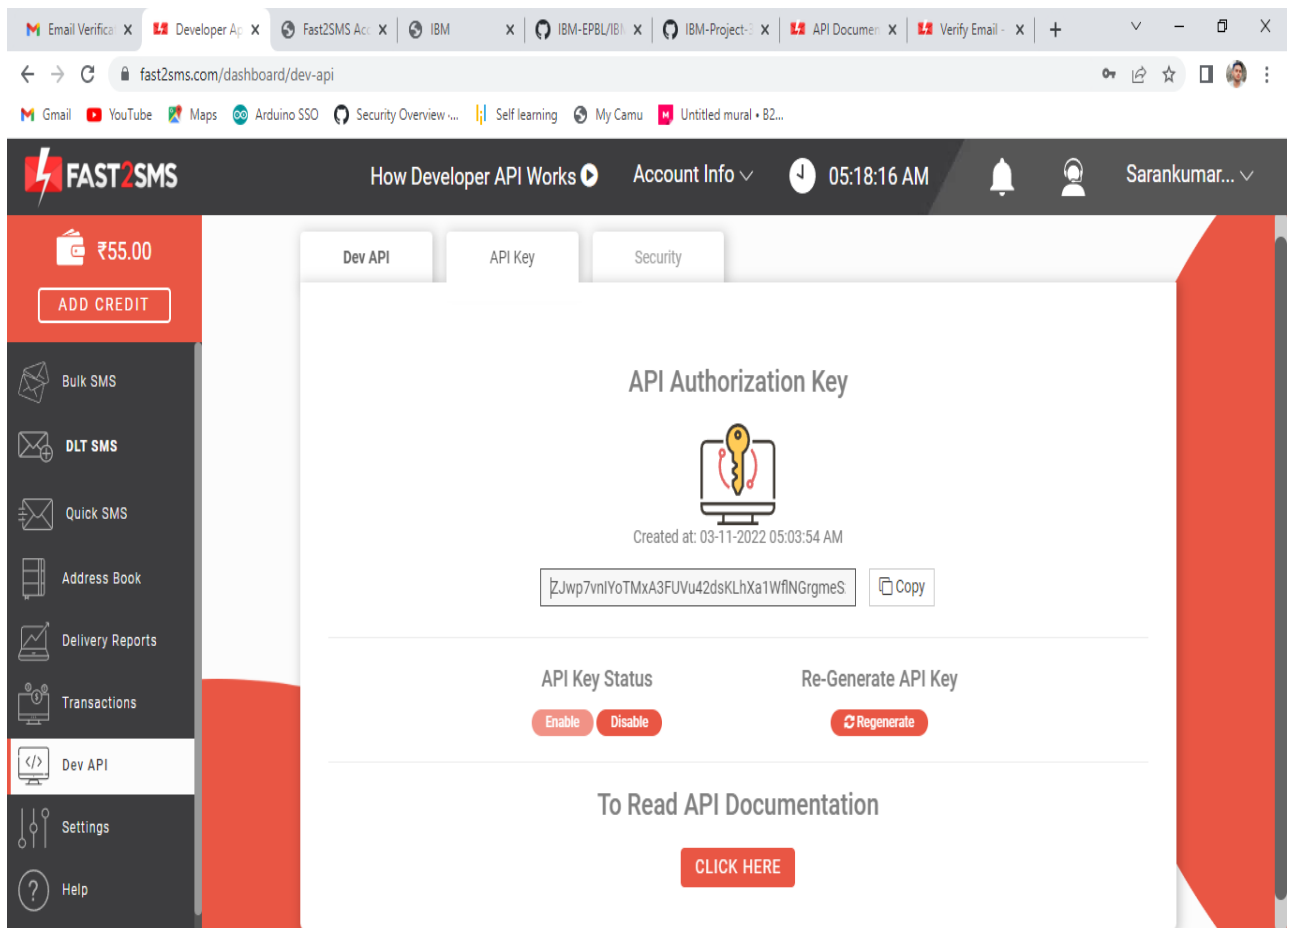 Email Verifica
Developer Ap
Fast2SMS Acc
IBM
IBM-EPBL/IBM
IBM-Project-3
API Documen
Verify Email -
fast2sms.com/dashboard/dev-api
Gmail YouTube Maps Arduino SSO Security Overview ·... Self learning My Camu Untitled mural • B2...
FAST2SMS
How Developer API Works
Account Info
05:18:16 AM
Sarankumar...
₹55.00
ADD CREDIT
Bulk SMS
DLT SMS
Quick SMS
Address Book
Delivery Reports
Transactions
Dev API
Settings
Help
Dev API
API Key
Security
API Authorization Key
Created at: 03-11-2022 05:03:54 AM
ZJwp7vnIYoTMxA3FUVu42dsKLhXa1WflNGrgmeS
Copy
API Key Status
Enable Disable
Re-Generate API Key
Regenerate
To Read API Documentation
CLICK HERE